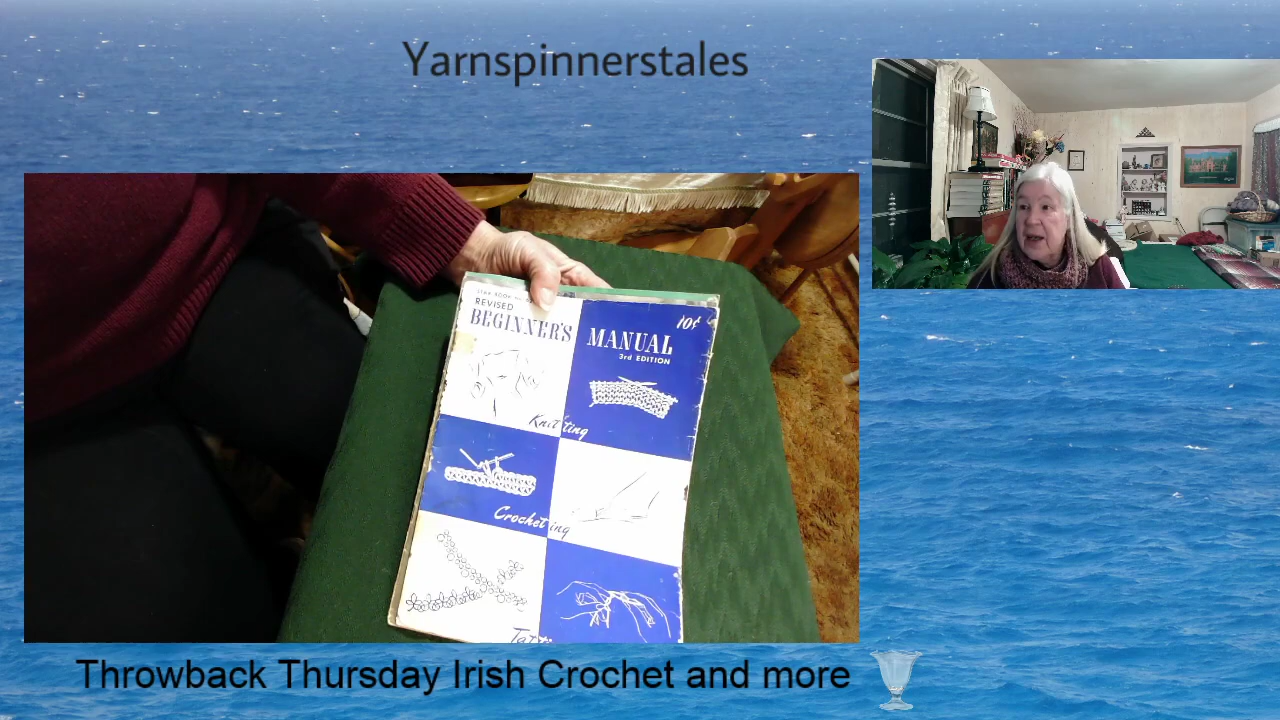 Yarnspinnerstales
REVISED
BEGINNER'S
MANUAL
10¢
3rd EDITION
Knitting
Crocheting
Throwback Thursday Irish Crochet and more